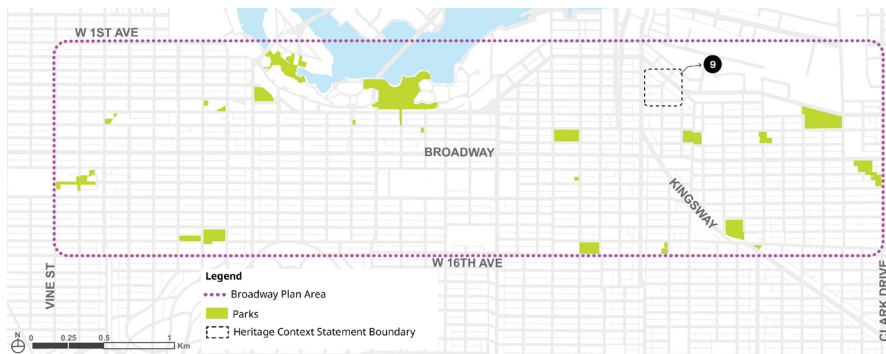 W 1ST AVE
9
BROADWAY
KINGSWAY
W 16TH AVE
VINE ST
CLARK DRIVE
Legend
Broadway Plan Area
Parks
Heritage Context Statement Boundary
N
0 0.25 0.5 1
Km